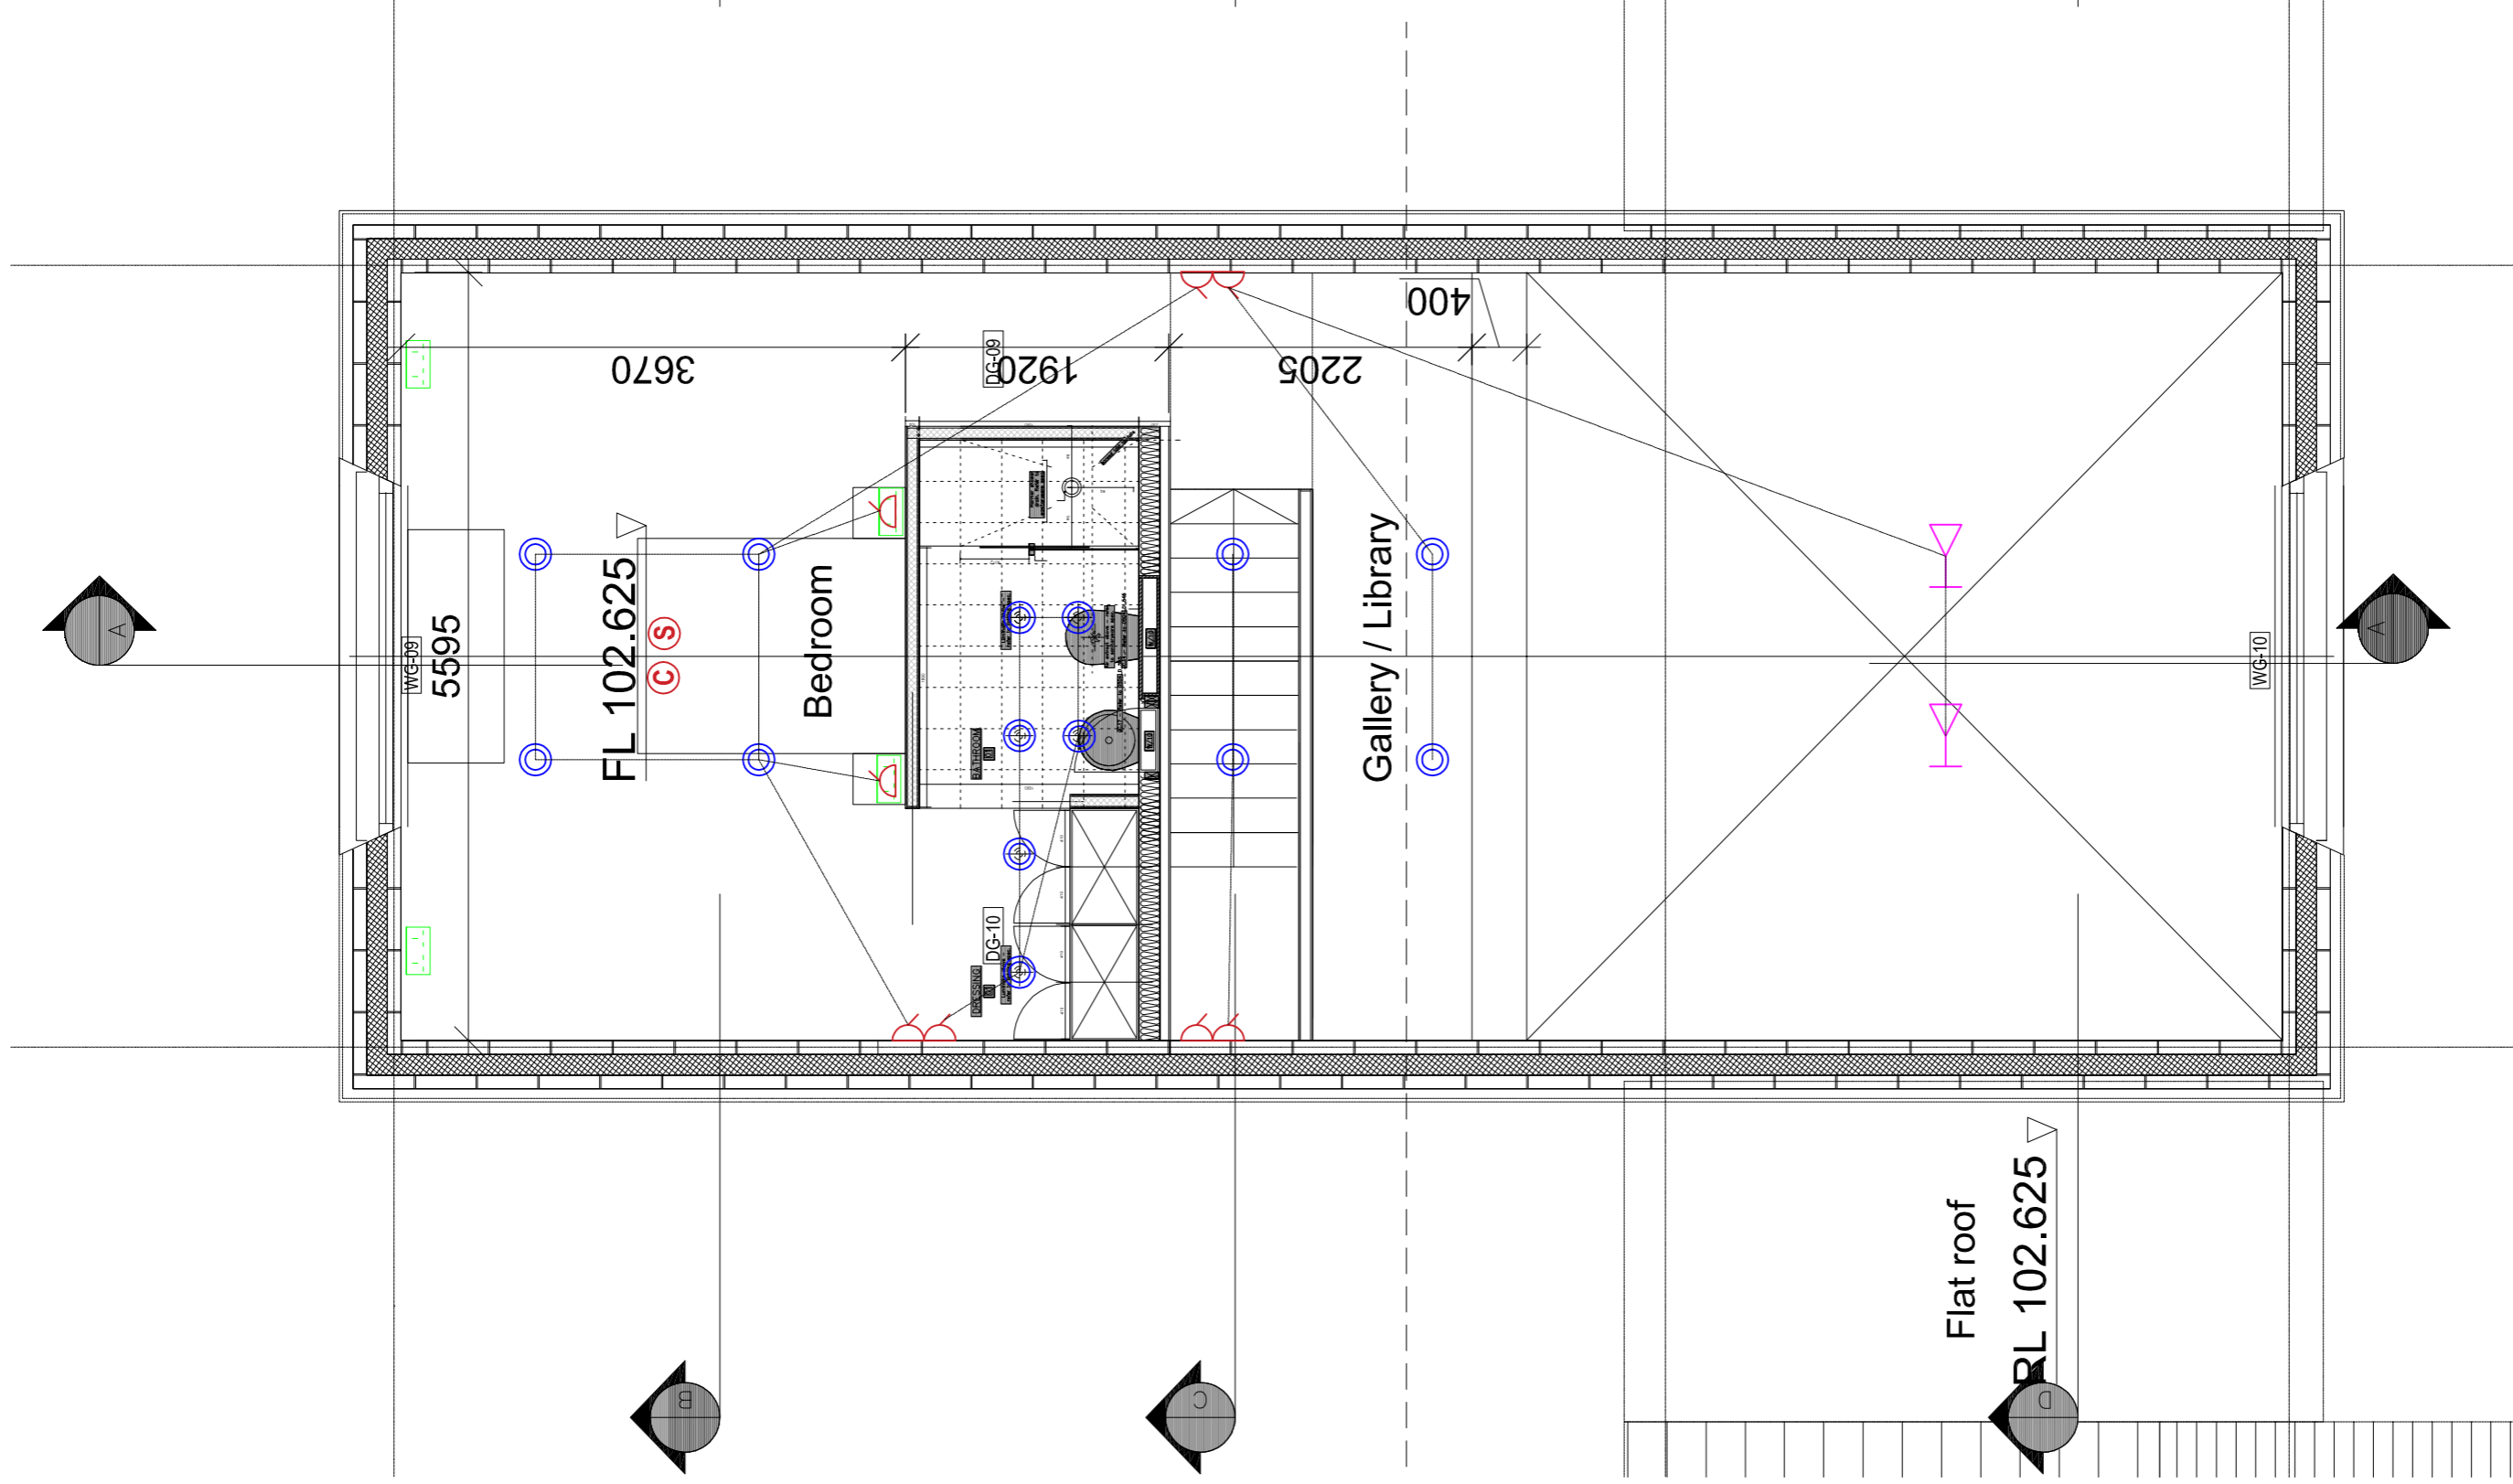 3670
1920
2205
400
DG-09
WG-09
5595
FL 102.625
C
S
Bedroom
BATHROOM
DG-10
DRESSING
Gallery / Library
WG-10
A
A
Flat roof
RL 102.625
B
C
D